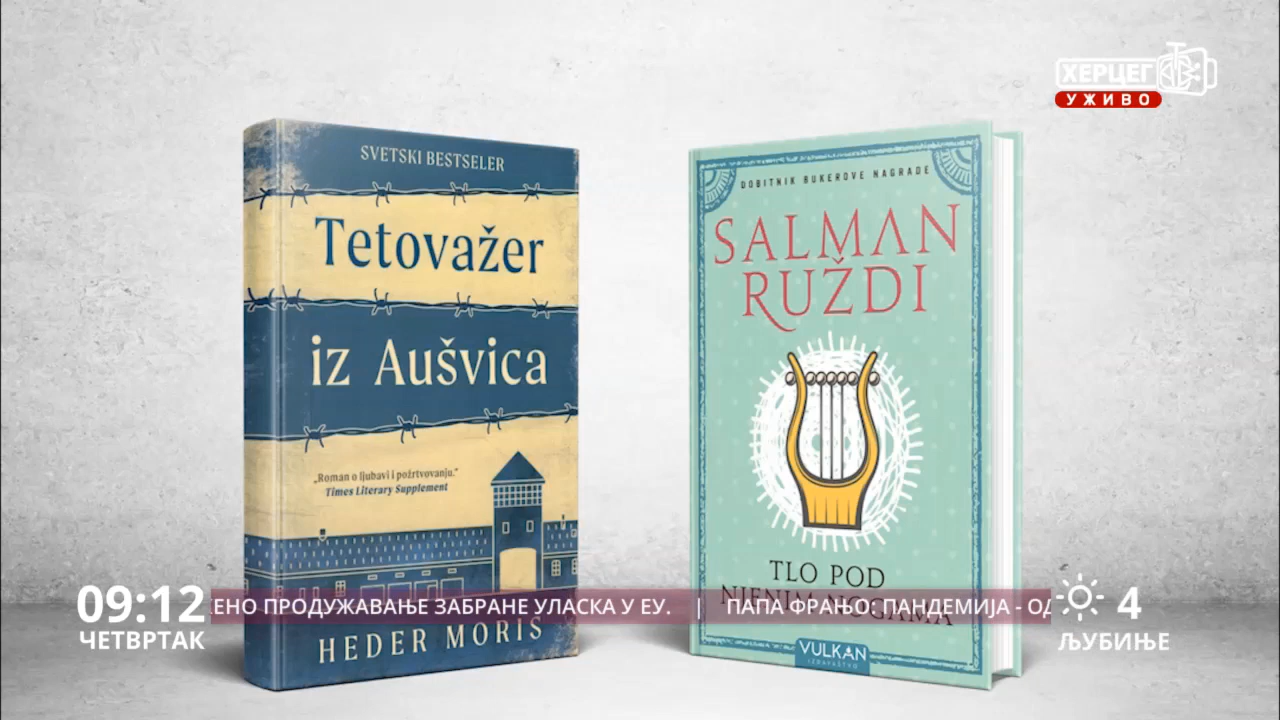 ХЕРЦЕГ
УЖИВО
SVETSKI BESTSELER
Tetovažer
iz Aušvica
„Roman o ljubavi i požrtvovanju.“
Times Literary Supplement
HEDER MORIS
DOBITNIK BUKEROVE NAGRADE
SALMAN
RUŽDI
TLO POD
NJENIM NOGAMA
VULKAN
IZDAVAŠTVO
09:12
ЧЕТВРТАК
ЕНО ПРОДУЖАВАЊЕ ЗАБРАНЕ УЛАСКА У ЕУ. | ПАПА ФРАЊО: ПАНДЕМИЈА - ОД
4
ЉУБИЊЕ